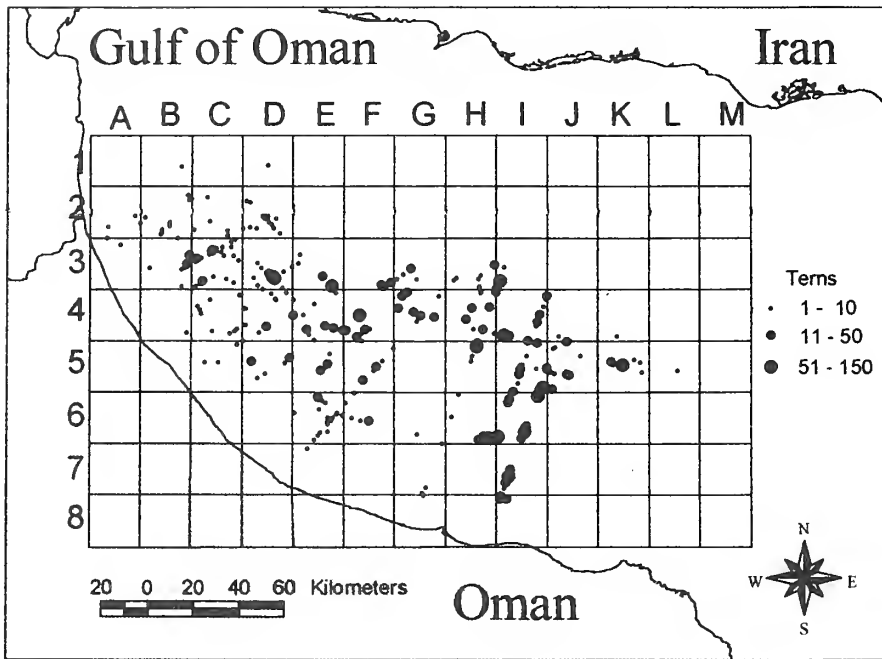 Gulf of Oman
Iran
A B C D E F G H I J K L M
1
2
3
4
5
6
7
8
Terns
1 - 10
11 - 50
51 - 150
20 0 20 40 60 Kilometers
Oman
N
W E
S